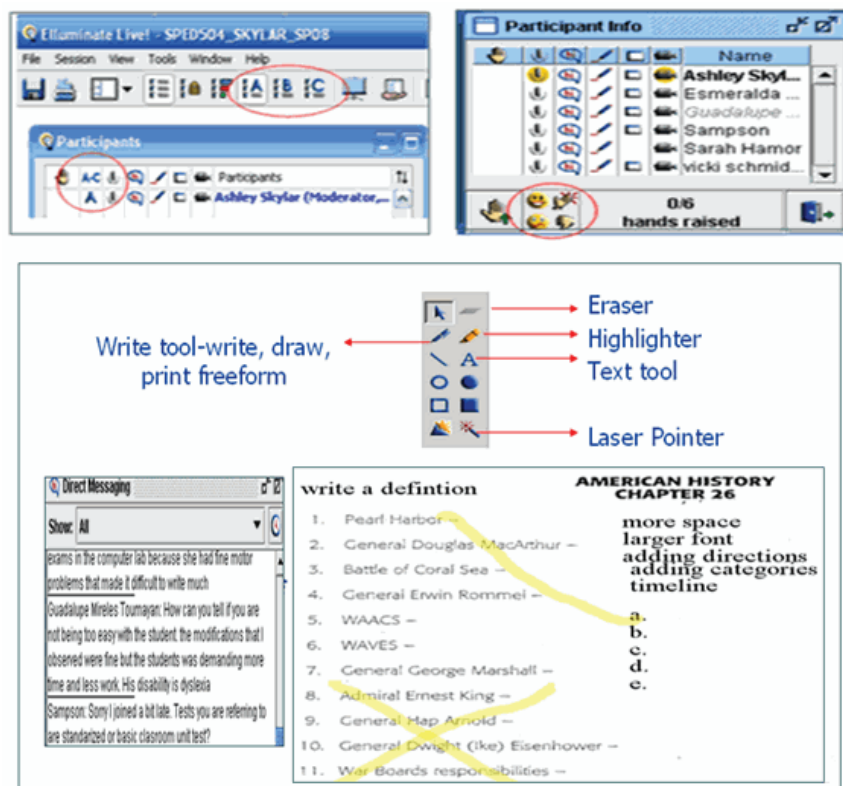 Elluminate Live! - SPED504_SKYLAR_SP08
File Session View Tools Window Help
A B C
Participants
A-C Participants
A Ashley Skylar (Moderator,...
Participant Info
Name
Ashley Skyl...
Esmeralda ...
Guadalupe ...
Sampson
Sarah Hamor
vicki schmid...
0/6
hands raised
Write tool-write, draw,
print freeform
A
Eraser
Highlighter
Text tool
Laser Pointer
Direct Messaging
Show: All
exams in the computer lab because she had fine motor
problems that made it difficult to write much
Guadalupe Mireles Toumayan: How can you tell if you are
not being too easy with the student. the modifications that I
observed were fine but the students was demanding more
time and less work. His disability is dyslexia
Sampson: Sorry I joined a bit late. Tests you are referring to
are standarized or basic clasroom unit test?
write a defintion
1. Pearl Harbor –
2. General Douglas MacArthur –
3. Battle of Coral Sea –
4. General Erwin Rommel –
5. WAACS –
6. WAVES –
7. General George Marshall –
8. Admiral Ernest King –
9. General Hap Arnold –
10. General Dwight (Ike) Eisenhower –
11. War Boards responsibilities –
AMERICAN HISTORY
CHAPTER 26
more space
larger font
adding directions
adding categories
timeline
a.
b.
c.
d.
e.